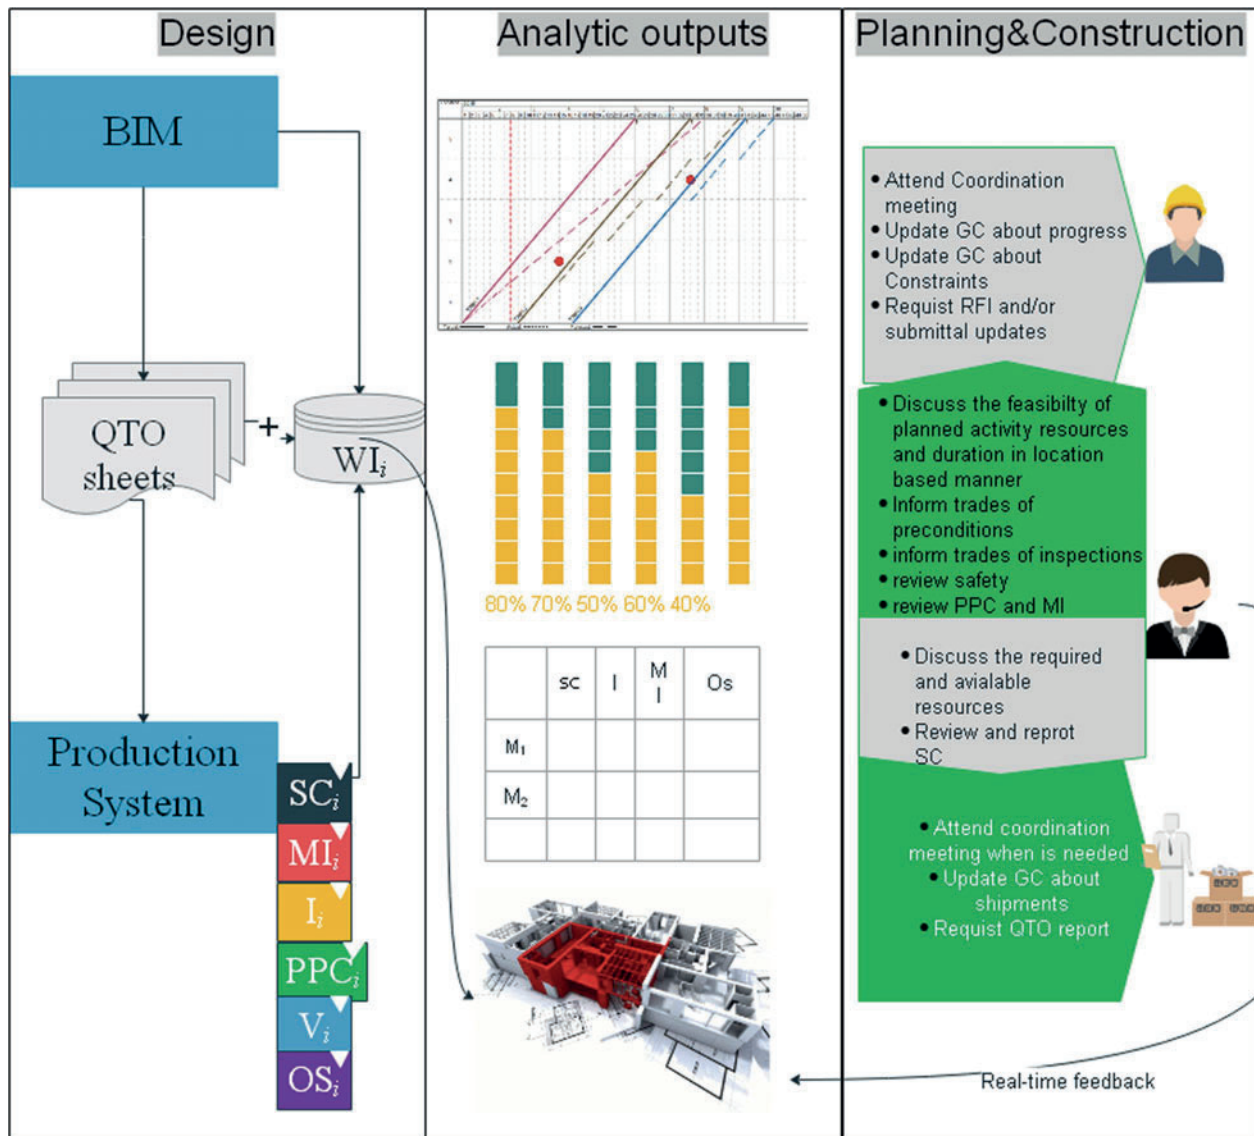 Design
Analytic outputs
Planning&Construction
BIM
QTO
sheets
+
WIi
Production
System
SCi
MIi
Ii
PPCi
Vi
OSi
80% 70% 50% 60% 40%
sc I M I Os
M1
M2
• Attend Coordination
meeting
• Update GC about progress
• Update GC about
Constraints
• Requist RFI and/or
submittal updates
• Discuss the feasibilty of
planned activity resources
and duration in location
based manner
• Inform trades of
preconditions
• inform trades of inspections
• review safety
• review PPC and MI
• Discuss the required
and avialable
resources
• Review and reprot
SC
• Attend coordination
meeting when is needed
• Update GC about
shipments
• Requist QTO report
Real-time feedback